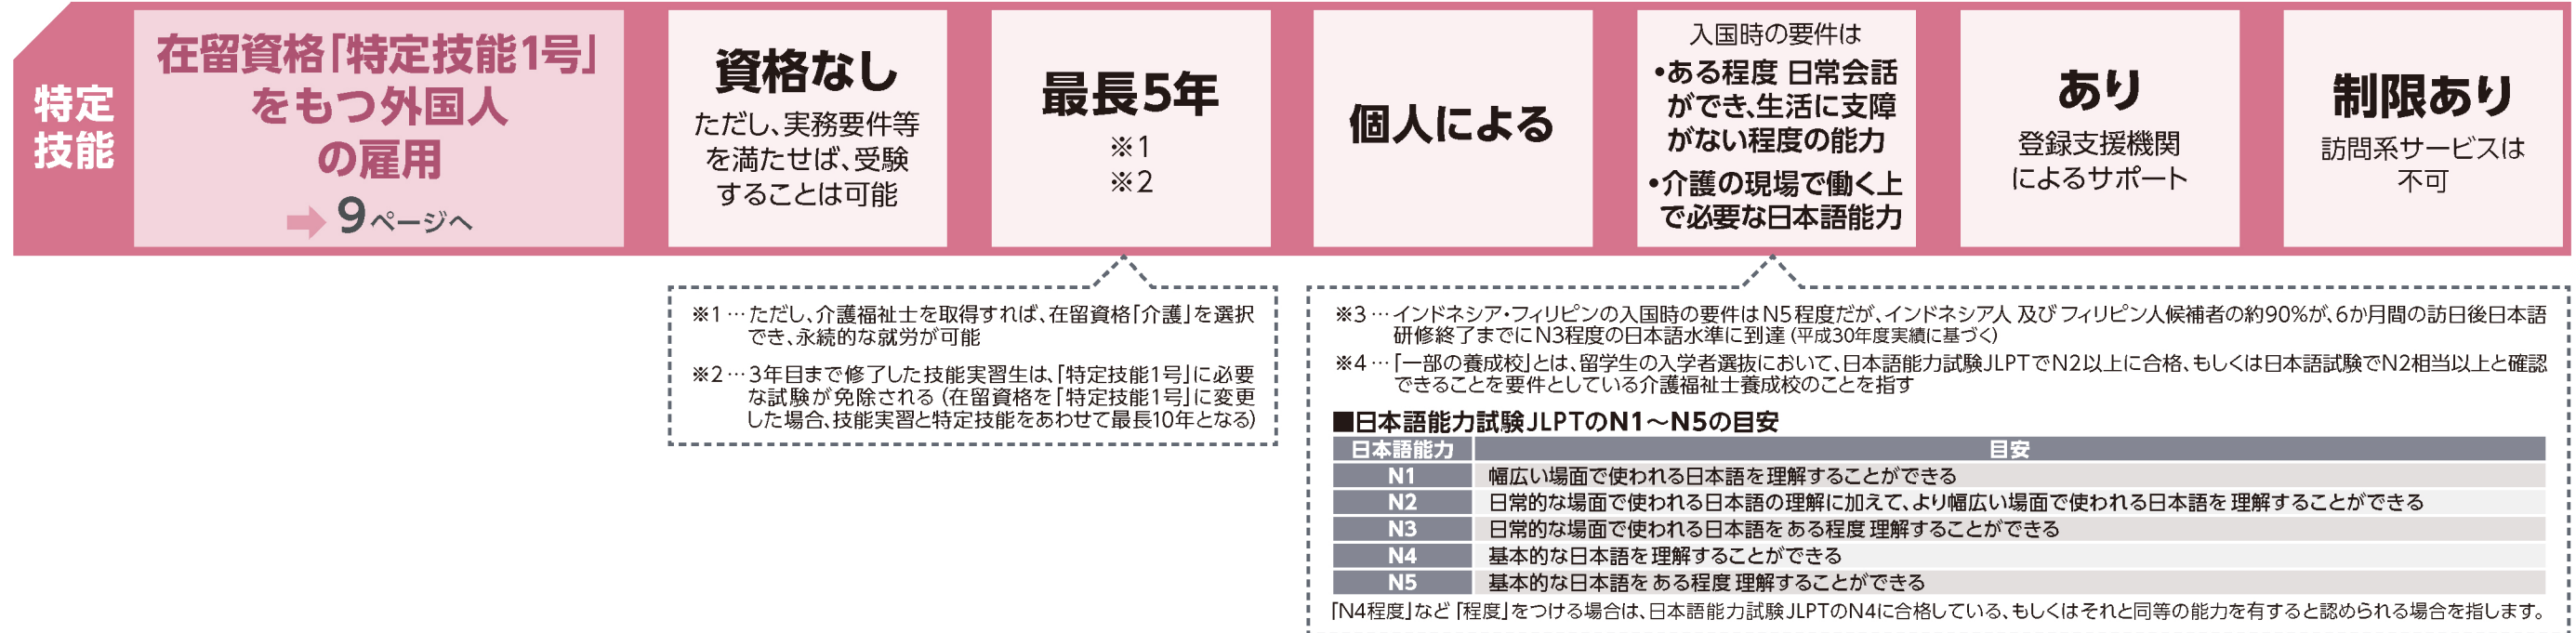 特定
技能
在留資格「特定技能1号」
をもつ外国人
の雇用
➡ 9ページへ
資格なし
ただし、実務要件等
を満たせば、受験
することは可能
最長5年
※1
※2
個人による
入国時の要件は
•ある程度 日常会話
ができ、生活に支障
がない程度の能力
•介護の現場で働く上
で必要な日本語能力
あり
登録支援機関
によるサポート
制限あり
訪問系サービスは
不可
※1…ただし、介護福祉士を取得すれば、在留資格「介護」を選択
でき、永続的な就労が可能
※2…3年目まで修了した技能実習生は、「特定技能1号」に必要
な試験が免除される（在留資格を「特定技能1号」に変更
した場合、技能実習と特定技能をあわせて最長10年となる）
※3…インドネシア・フィリピンの入国時の要件はN5程度だが、インドネシア人 及び フィリピン人候補者の約90%が、6か月間の訪日後日本語
研修終了までにN3程度の日本語水準に到達（平成30年度実績に基づく）
※4…「一部の養成校」とは、留学生の入学者選抜において、日本語能力試験JLPTでN2以上に合格、もしくは日本語試験でN2相当以上と確認
できることを要件としている介護福祉士養成校のことを指す
■日本語能力試験JLPTのN1～N5の目安
日本語能力 目安
N1 幅広い場面で使われる日本語を理解することができる
N2 日常的な場面で使われる日本語の理解に加えて、より幅広い場面で使われる日本語を理解することができる
N3 日常的な場面で使われる日本語をある程度理解することができる
N4 基本的な日本語を理解することができる
N5 基本的な日本語をある程度理解することができる
「N4程度」など「程度」をつける場合は、日本語能力試験JLPTのN4に合格している、もしくはそれと同等の能力を有すると認められる場合を指します。